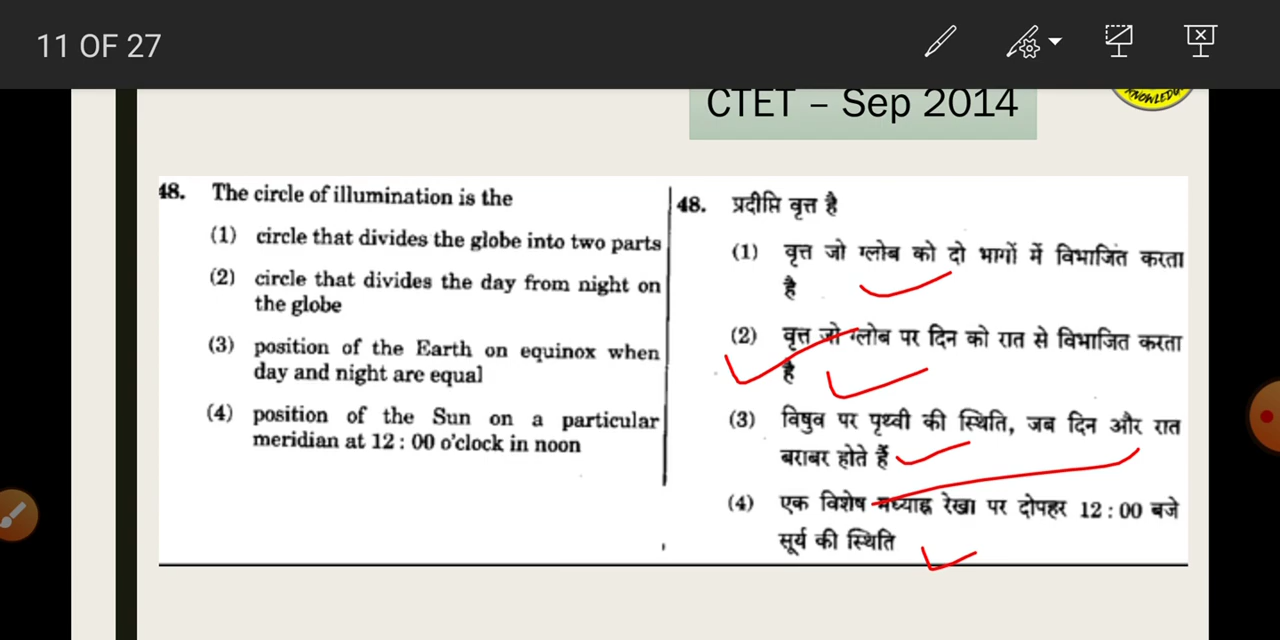 11 OF 27
CTET – Sep 2014
KNOWLEDG
48. The circle of illumination is the
(1) circle that divides the globe into two parts
(2) circle that divides the day from night on
the globe
(3) position of the Earth on equinox when
day and night are equal
(4) position of the Sun on a particular
meridian at 12 : 00 o'clock in noon
48. प्रदीप्ति वृत्त है
(1) वृत्त जो ग्लोब को दो भागों में विभाजित करता
है
(2) वृत्त जो ग्लोब पर दिन को रात से विभाजित करता
है
(3) विषुव पर पृथ्वी की स्थिति, जब दिन और रात
बराबर होते हैं
(4) एक विशेष मध्याह्न रेखा पर दोपहर 12 : 00 बजे
सूर्य की स्थिति